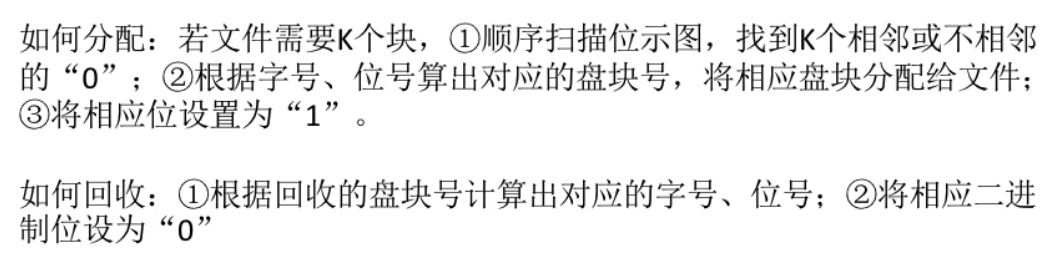 如何分配：若文件需要K个块，①顺序扫描位示图，找到K个相邻或不相邻
的“0”；②根据字号、位号算出对应的盘块号，将相应盘块分配给文件；
③将相应位设置为“1”。
如何回收：①根据回收的盘块号计算出对应的字号、位号；②将相应二进
制位设为“0”